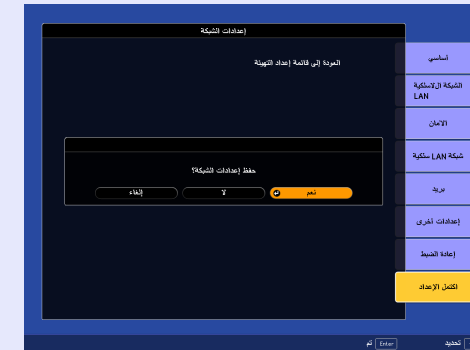 إعدادات الشبكة
العودة إلى قائمة إعداد التهيئة
أساسي
الشبكة اللاسلكية
LAN
الأمان
شبكة LAN سلكية
بريد
إعدادات أخرى
إعادة الضبط
اكتمل الإعداد
حفظ إعدادات الشبكة؟
نعم
لا
إلغاء
تحديد
Enter تم